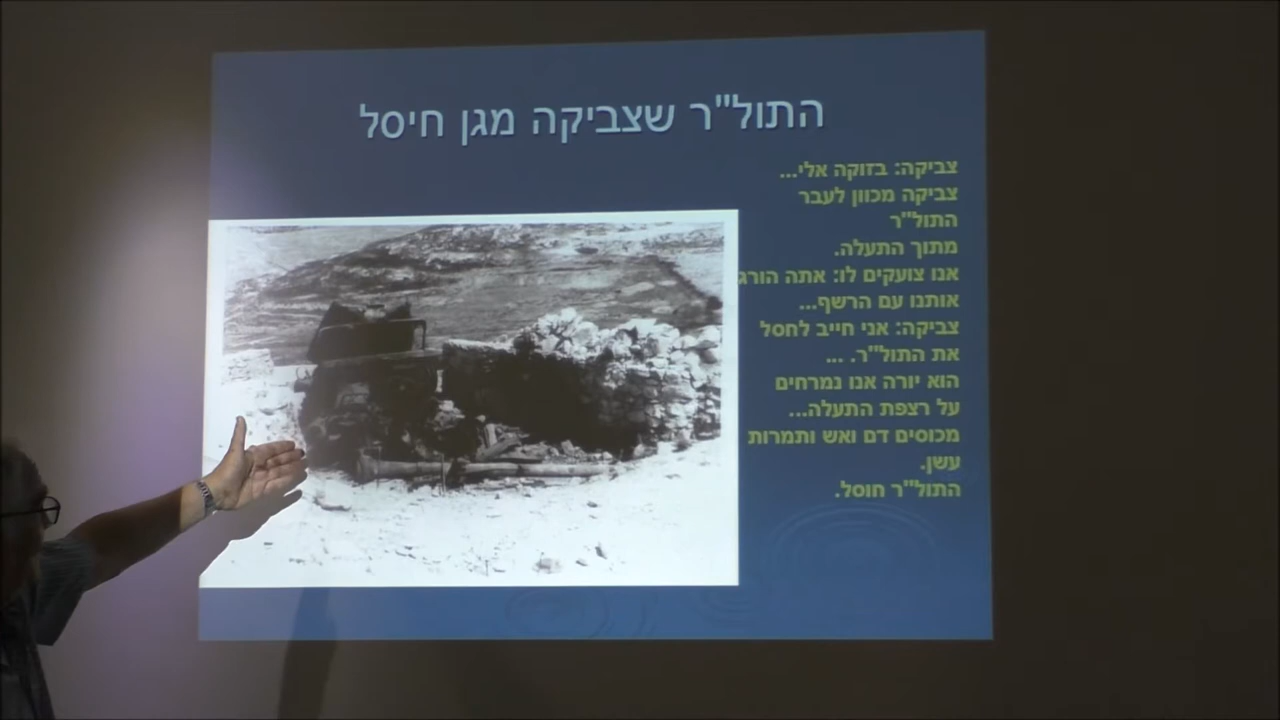 התול"ר שצביקה מגן חיסל
צביקה: בזוקה אלי...
צביקה מכוון לעבר
התול"ר
מתוך התעלה.
אנו צועקים לו: אתה הורג
אותנו עם הרשף...
צביקה: אני חייב לחסל
את התול"ר. ...
הוא יורה אנו נמרחים
על רצפת התעלה...
מכוסים דם ואש ותמרות
עשן.
התול"ר חוסל.